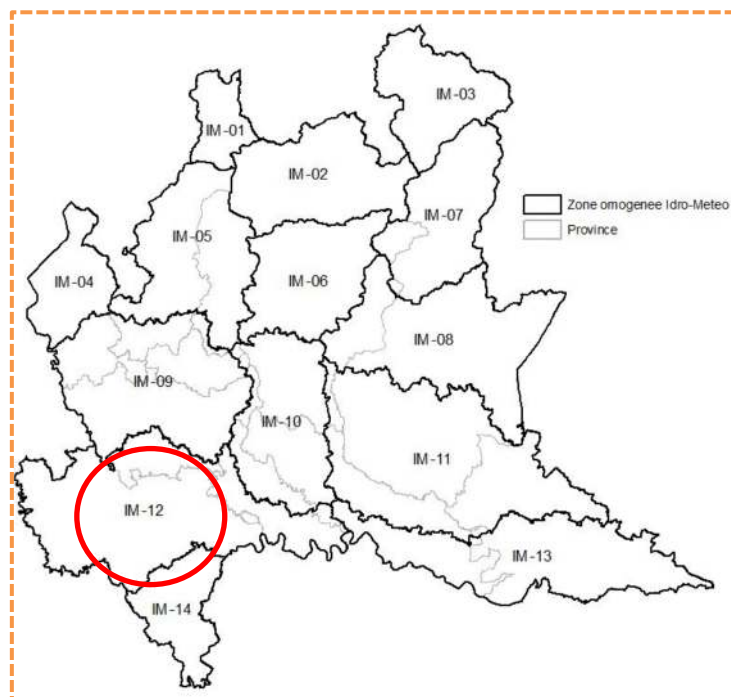 IM-03
IM-01
IM-02
Zone omogenee Idro-Meteo
IM-07
Province
IM-05
IM-04
IM-06
IM-08
IM-09
IM-10
IM-11
IM-12
IM-13
IM-14